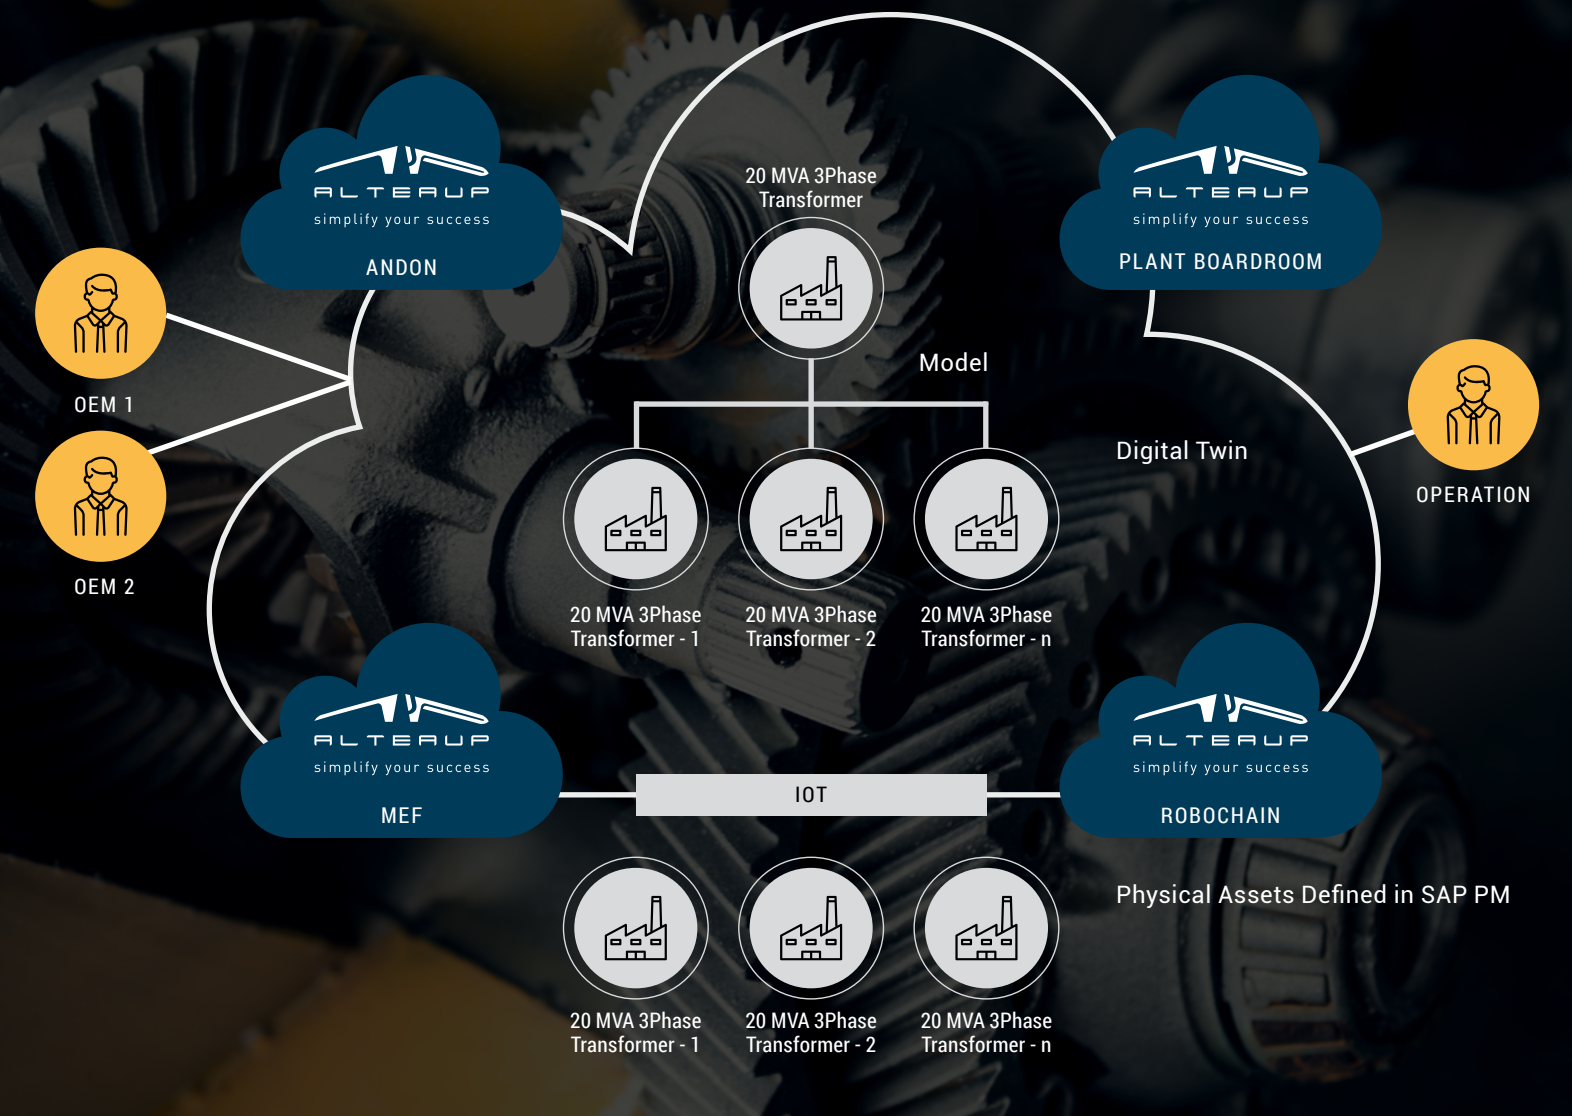 ALTEAUP
simplify your success
ANDON
ALTEAUP
simplify your success
PLANT BOARDROOM
20 MVA 3Phase
Transformer
Model
OEM 1
OEM 2
Digital Twin
OPERATION
20 MVA 3Phase
Transformer - 1
20 MVA 3Phase
Transformer - 2
20 MVA 3Phase
Transformer - n
ALTEAUP
simplify your success
MEF
IOT
ALTEAUP
simplify your success
ROBOCHAIN
Physical Assets Defined in SAP PM
20 MVA 3Phase
Transformer - 1
20 MVA 3Phase
Transformer - 2
20 MVA 3Phase
Transformer - n